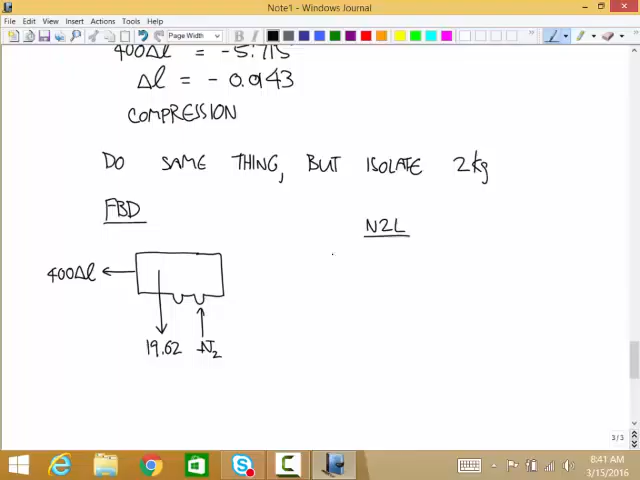 Note1 - Windows Journal
File Edit View Insert Actions Tools Help
Page Width
400Δl = -5.715
Δl = - 0.0143
COMPRESSION
DO SAME THING, BUT ISOLATE 2kg
FBD
N2L
400Δl
19.62 N₂
3/3
8:41 AM
3/15/2016